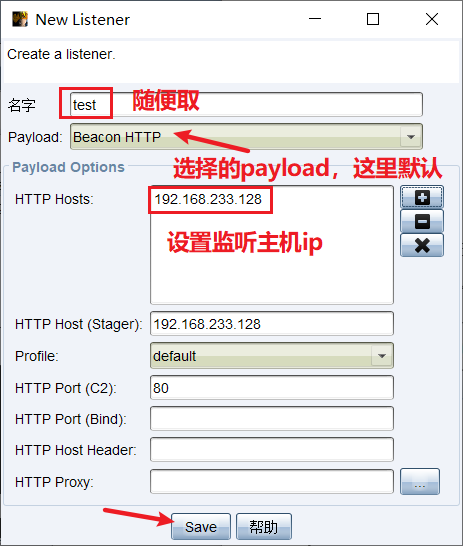 New Listener
Create a listener.
名字 test 随便取
Payload: Beacon HTTP
选择的payload，这里默认
Payload Options
HTTP Hosts: 192.168.233.128
设置监听主机ip
HTTP Host (Stager): 192.168.233.128
Profile: default
HTTP Port (C2): 80
HTTP Port (Bind):
HTTP Host Header:
HTTP Proxy: ...
Save 帮助